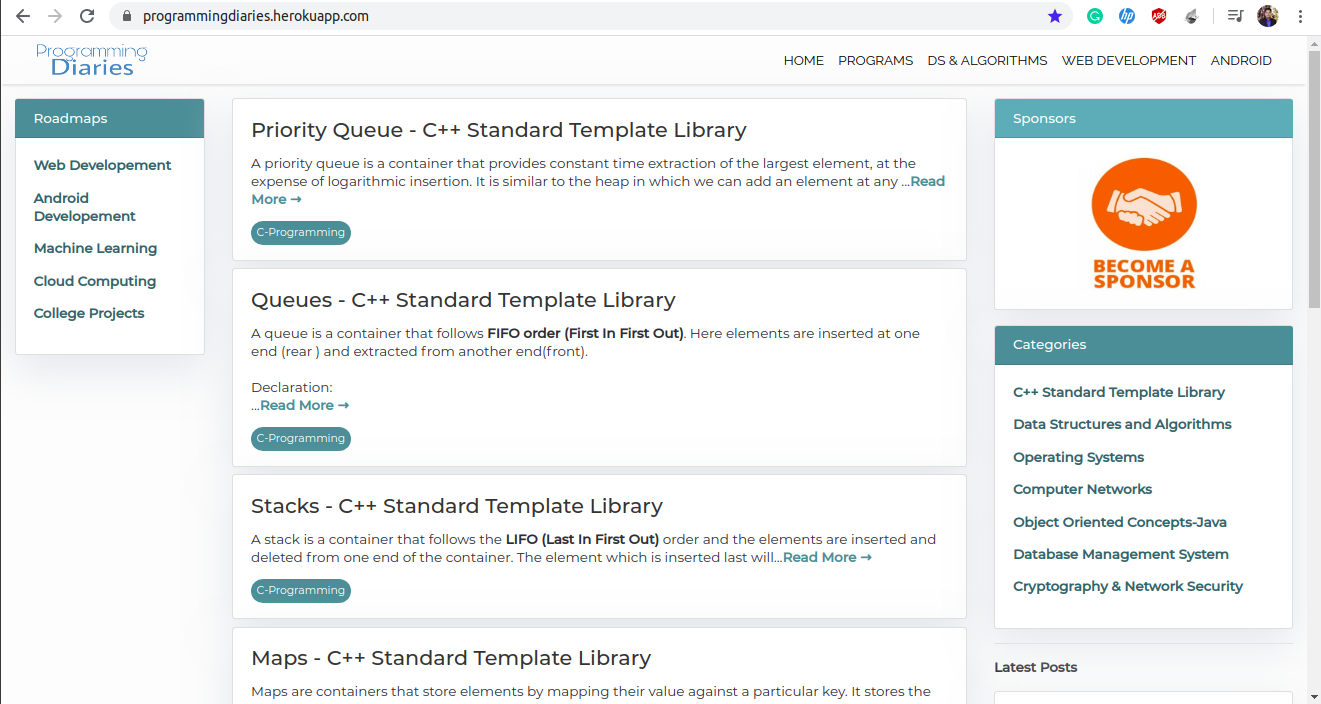 programmingdiaries.herokuapp.com
Programming
Diaries
HOME PROGRAMS DS & ALGORITHMS WEB DEVELOPMENT ANDROID
Roadmaps
Web Developement
Android
Developement
Machine Learning
Cloud Computing
College Projects
Priority Queue - C++ Standard Template Library
A priority queue is a container that provides constant time extraction of the largest element, at the
expense of logarithmic insertion. It is similar to the heap in which we can add an element at any ...Read
More →
C-Programming
Queues - C++ Standard Template Library
A queue is a container that follows FIFO order (First In First Out). Here elements are inserted at one
end (rear ) and extracted from another end(front).
Declaration:
...Read More →
C-Programming
Stacks - C++ Standard Template Library
A stack is a container that follows the LIFO (Last In First Out) order and the elements are inserted and
deleted from one end of the container. The element which is inserted last will...Read More →
C-Programming
Maps - C++ Standard Template Library
Maps are containers that store elements by mapping their value against a particular key. It stores the
Sponsors
BECOME A
SPONSOR
Categories
C++ Standard Template Library
Data Structures and Algorithms
Operating Systems
Computer Networks
Object Oriented Concepts-Java
Database Management System
Cryptography & Network Security
Latest Posts